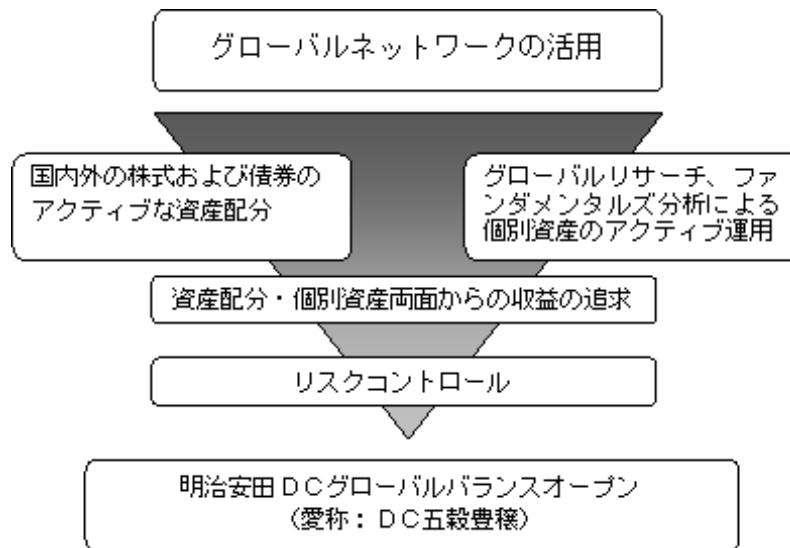 グローバルネットワークの活用
国内外の株式および債券の
アクティブな資産配分
グローバルリサーチ、ファ
ンダメンタルズ分析による
個別資産のアクティブ運用
資産配分・個別資産両面からの収益の追求
リスクコントロール
明治安田ＤＣグローバルバランスオープン
（愛称：ＤＣ五穀豊穣）